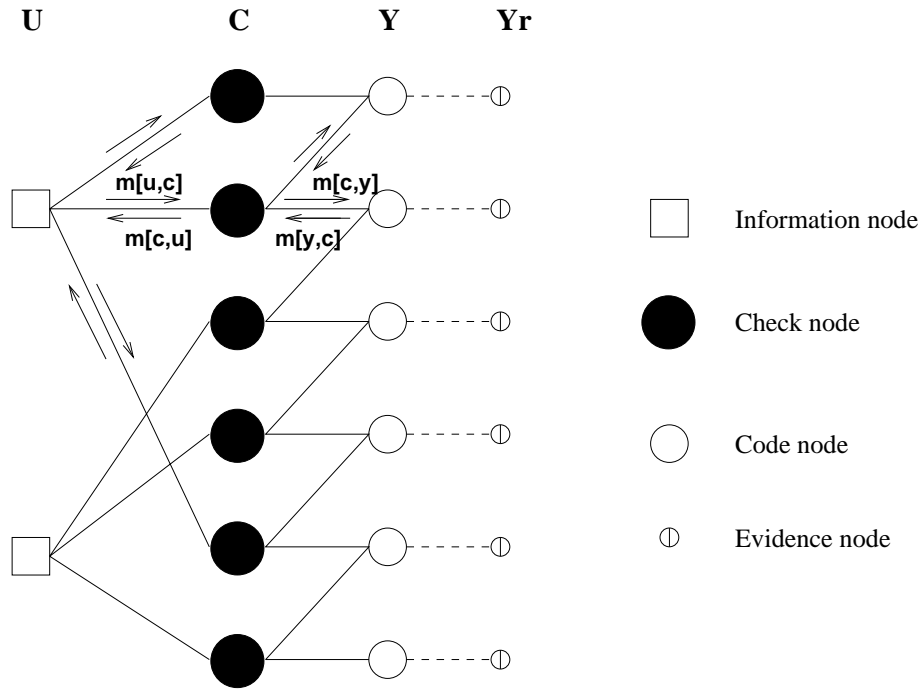 U C Y Yr
m[u,c] m[c,y]
m[c,u] m[y,c]
Information node
Check node
Code node
Evidence node